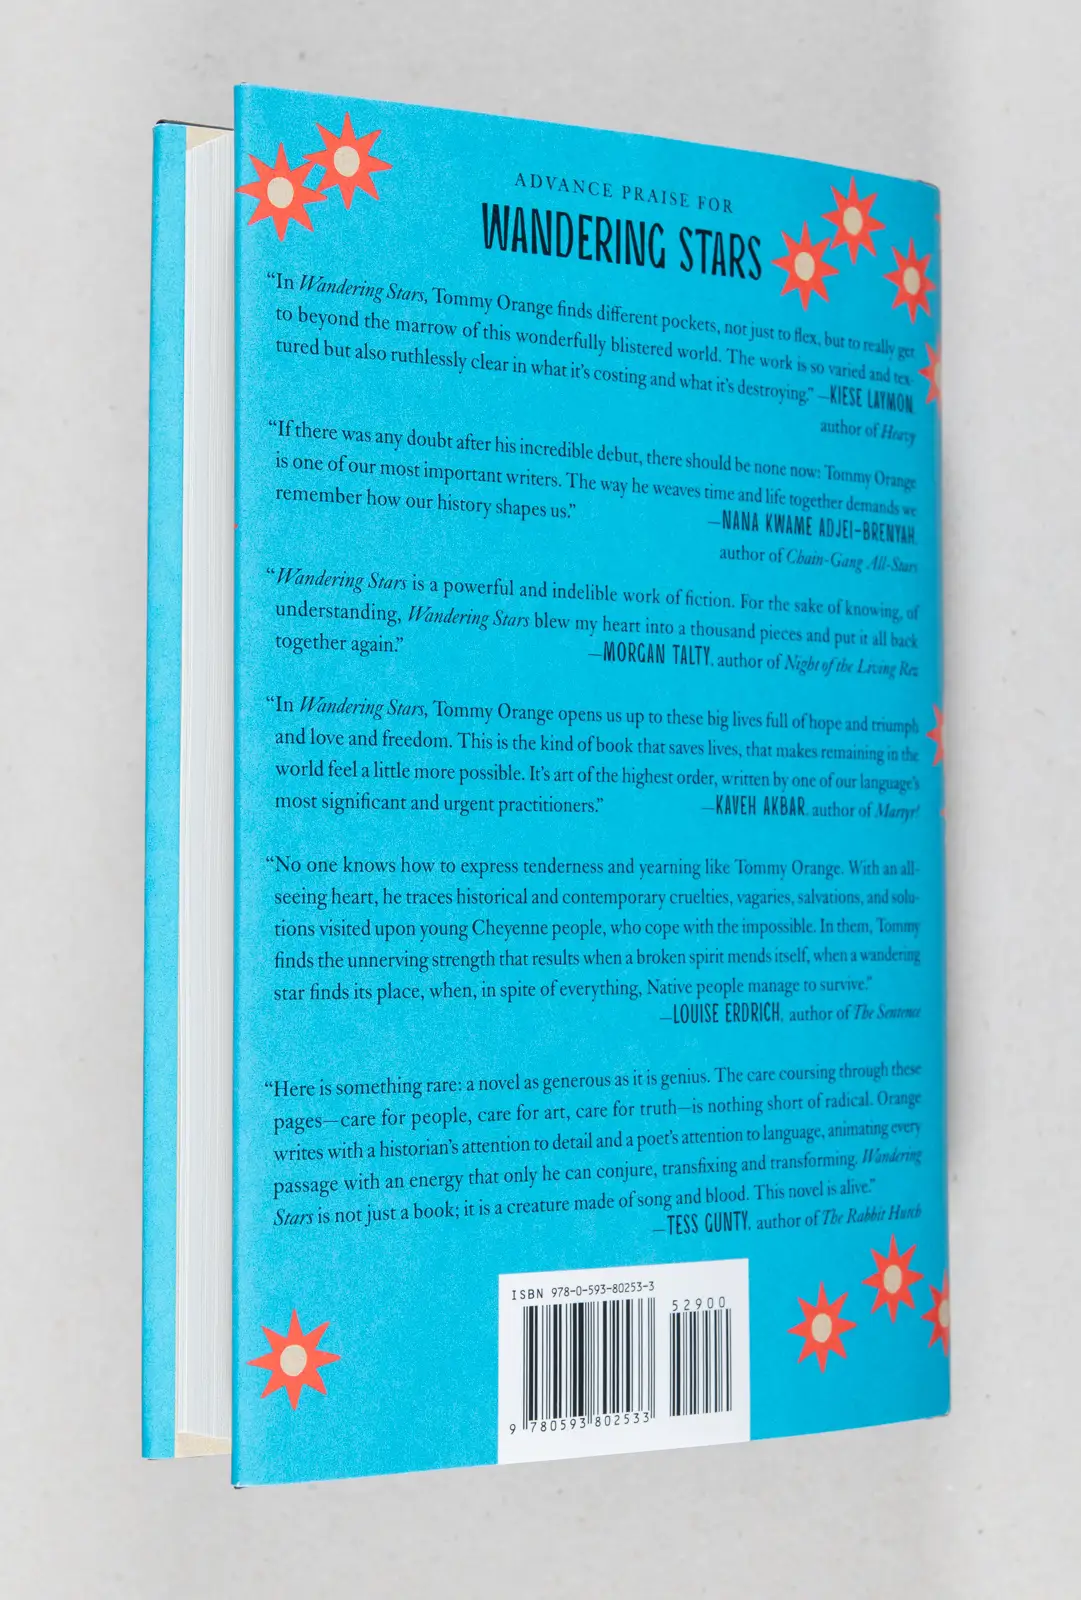 ADVANCE PRAISE FOR
WANDERING STARS
“In Wandering Stars, Tommy Orange finds different pockets, not just to flex, but to really get
to beyond the marrow of this wonderfully blistered world. The work is so varied and tex-
tured but also ruthlessly clear in what it’s costing and what it’s destroying.” —KIESE LAYMON,
author of Heavy
“If there was any doubt after his incredible debut, there should be none now: Tommy Orange
is one of our most important writers. The way he weaves time and life together demands we
remember how our history shapes us.” —NANA KWAME ADJEI-BRENYAH,
author of Chain-Gang All-Stars
“Wandering Stars is a powerful and indelible work of fiction. For the sake of knowing, of
understanding, Wandering Stars blew my heart into a thousand pieces and put it all back
together again.” —MORGAN TALTY, author of Night of the Living Rez
“In Wandering Stars, Tommy Orange opens us up to these big lives full of hope and triumph
and love and freedom. This is the kind of book that saves lives, that makes remaining in the
world feel a little more possible. It’s art of the highest order, written by one of our language’s
most significant and urgent practitioners.” —KAVEH AKBAR, author of Martyr!
“No one knows how to express tenderness and yearning like Tommy Orange. With an all-
seeing heart, he traces historical and contemporary cruelties, vagaries, salvations, and solu-
tions visited upon young Cheyenne people, who cope with the impossible. In them, Tommy
finds the unnerving strength that results when a broken spirit mends itself, when a wandering
star finds its place, when, in spite of everything, Native people manage to survive.”
—LOUISE ERDRICH, author of The Sentence
“Here is something rare: a novel as generous as it is genius. The care coursing through these
pages—care for people, care for art, care for truth—is nothing short of radical. Orange
writes with a historian’s attention to detail and a poet’s attention to language, animating every
passage with an energy that only he can conjure, transfixing and transforming. Wandering
Stars is not just a book; it is a creature made of song and blood. This novel is alive.”
—TESS GUNTY, author of The Rabbit Hutch
ISBN 978-0-593-80253-3
52900
9 780593 802533